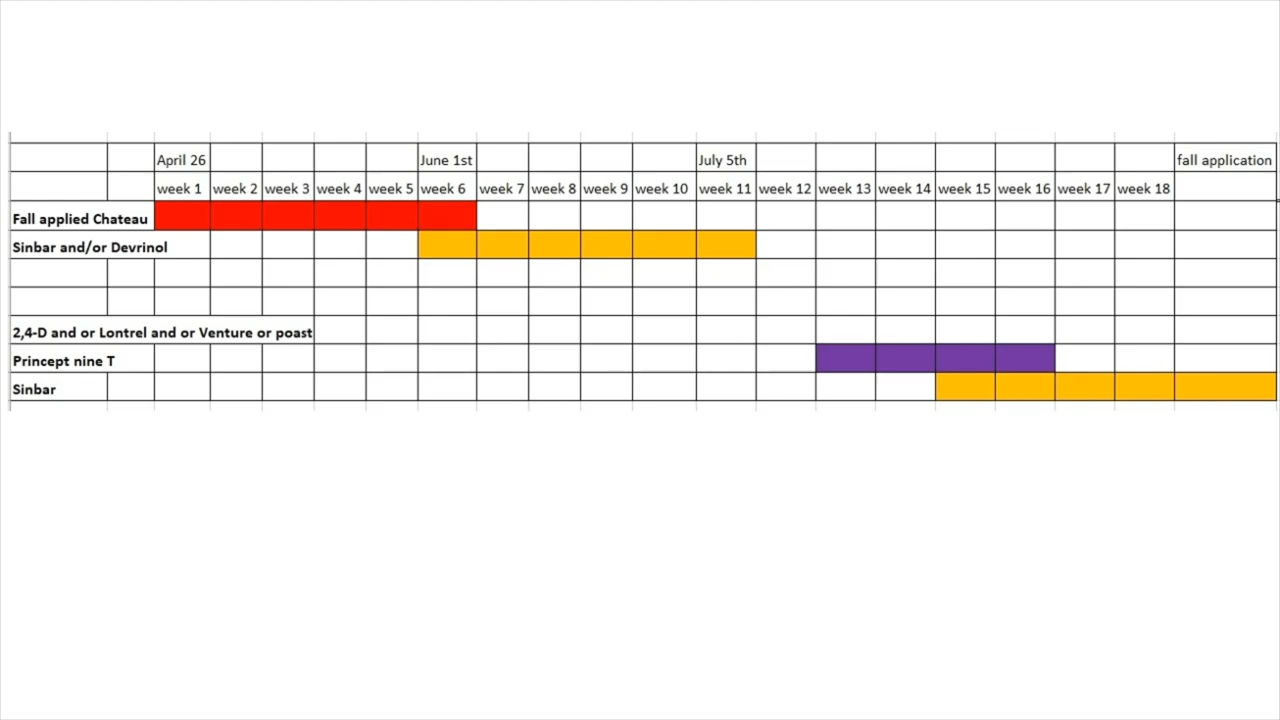 April 26 June 1st July 5th fall application
week 1 week 2 week 3 week 4 week 5 week 6 week 7 week 8 week 9 week 10 week 11 week 12 week 13 week 14 week 15 week 16 week 17 week 18
Fall applied Chateau
Sinbar and/or Devrinol
2,4-D and or Lontrel and or Venture or poast
Princept nine T
Sinbar